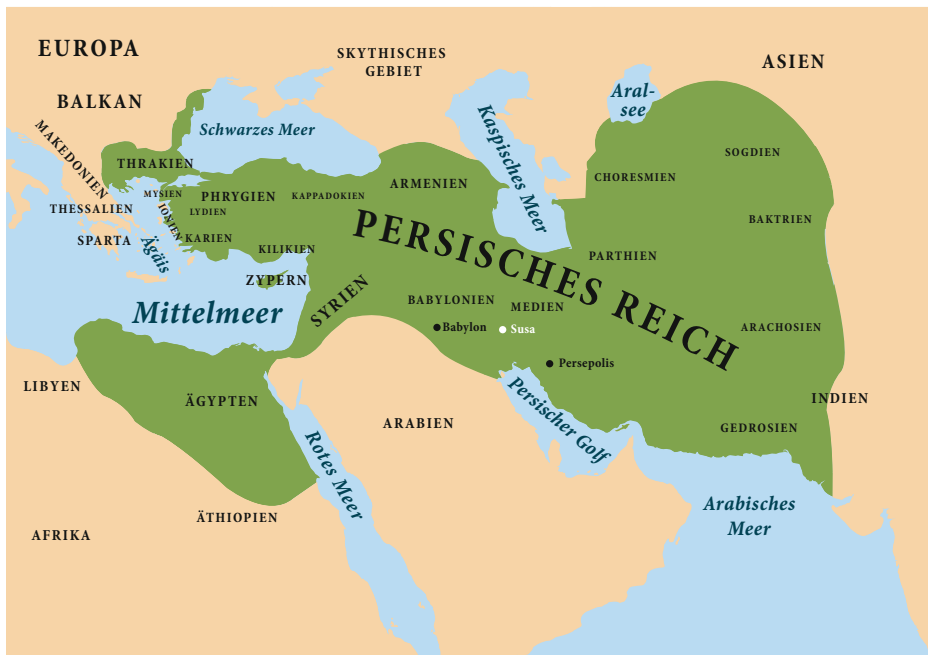 EUROPA
SKYTHISCHES
GEBIET
ASIEN
BALKAN
Aral-
see
Schwarzes Meer
Kaspisches Meer
MAKEDONIEN
THRAKIEN
SOGDIEN
CHORESMIEN
ARMENIEN
MYSIEN
PHRYGIEN
KAPPADOKIEN
LYDIEN
THESSALIEN
IONIEN
BAKTRIEN
SPARTA
Ägäis
KARIEN
KILIKIEN
PERSISCHES REICH
PARTHIEN
ZYPERN
SYRIEN
BABYLONIEN
MEDIEN
Mittelmeer
Babylon
Susa
ARACHOSIEN
Persepolis
LIBYEN
ÄGYPTEN
INDIEN
ARABIEN
Persischer Golf
GEDROSIEN
Rotes Meer
Arabisches
Meer
ÄTHIOPIEN
AFRIKA